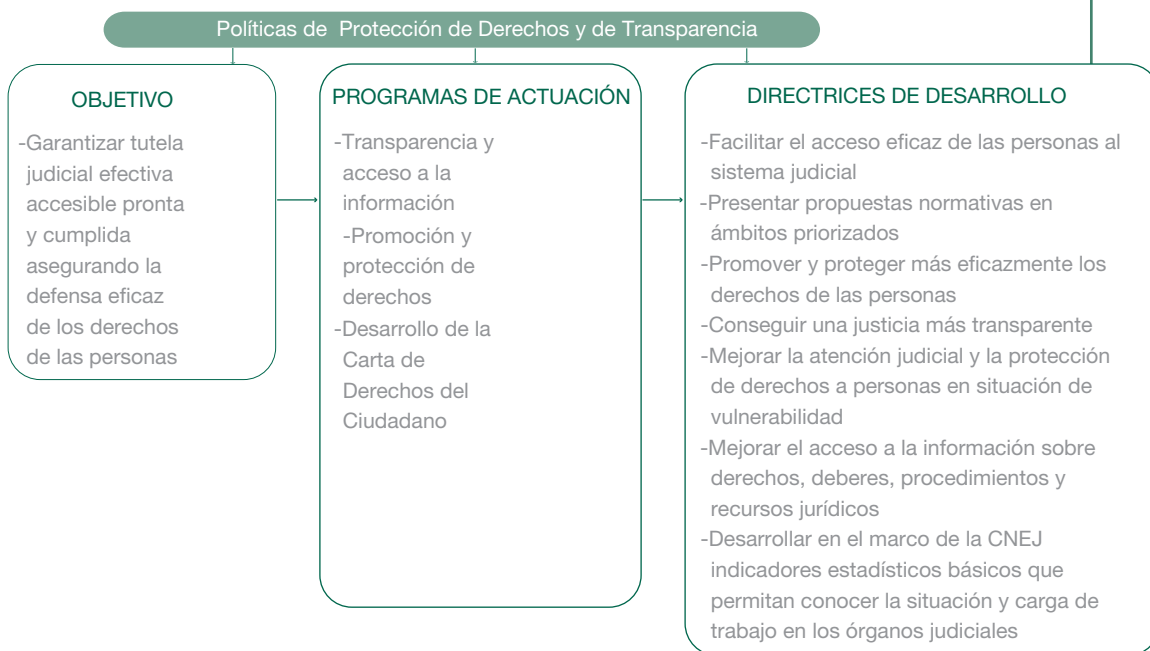 Políticas de  Protección de Derechos y de Transparencia
OBJETIVO
-Garantizar tutela
judicial efectiva
accesible pronta
y cumplida
asegurando la
defensa eficaz
de los derechos
de las personas
PROGRAMAS DE ACTUACIÓN
-Transparencia y
acceso a la
información
-Promoción y
protección de
derechos
-Desarrollo de la
Carta de
Derechos del
Ciudadano
DIRECTRICES DE DESARROLLO
-Facilitar el acceso eficaz de las personas al
sistema judicial
-Presentar propuestas normativas en
ámbitos priorizados
-Promover y proteger más eficazmente los
derechos de las personas
-Conseguir una justicia más transparente
-Mejorar la atención judicial y la protección
de derechos a personas en situación de
vulnerabilidad
-Mejorar el acceso a la información sobre
derechos, deberes, procedimientos y
recursos jurídicos
-Desarrollar en el marco de la CNEJ
indicadores estadísticos básicos que
permitan conocer la situación y carga de
trabajo en los órganos judiciales